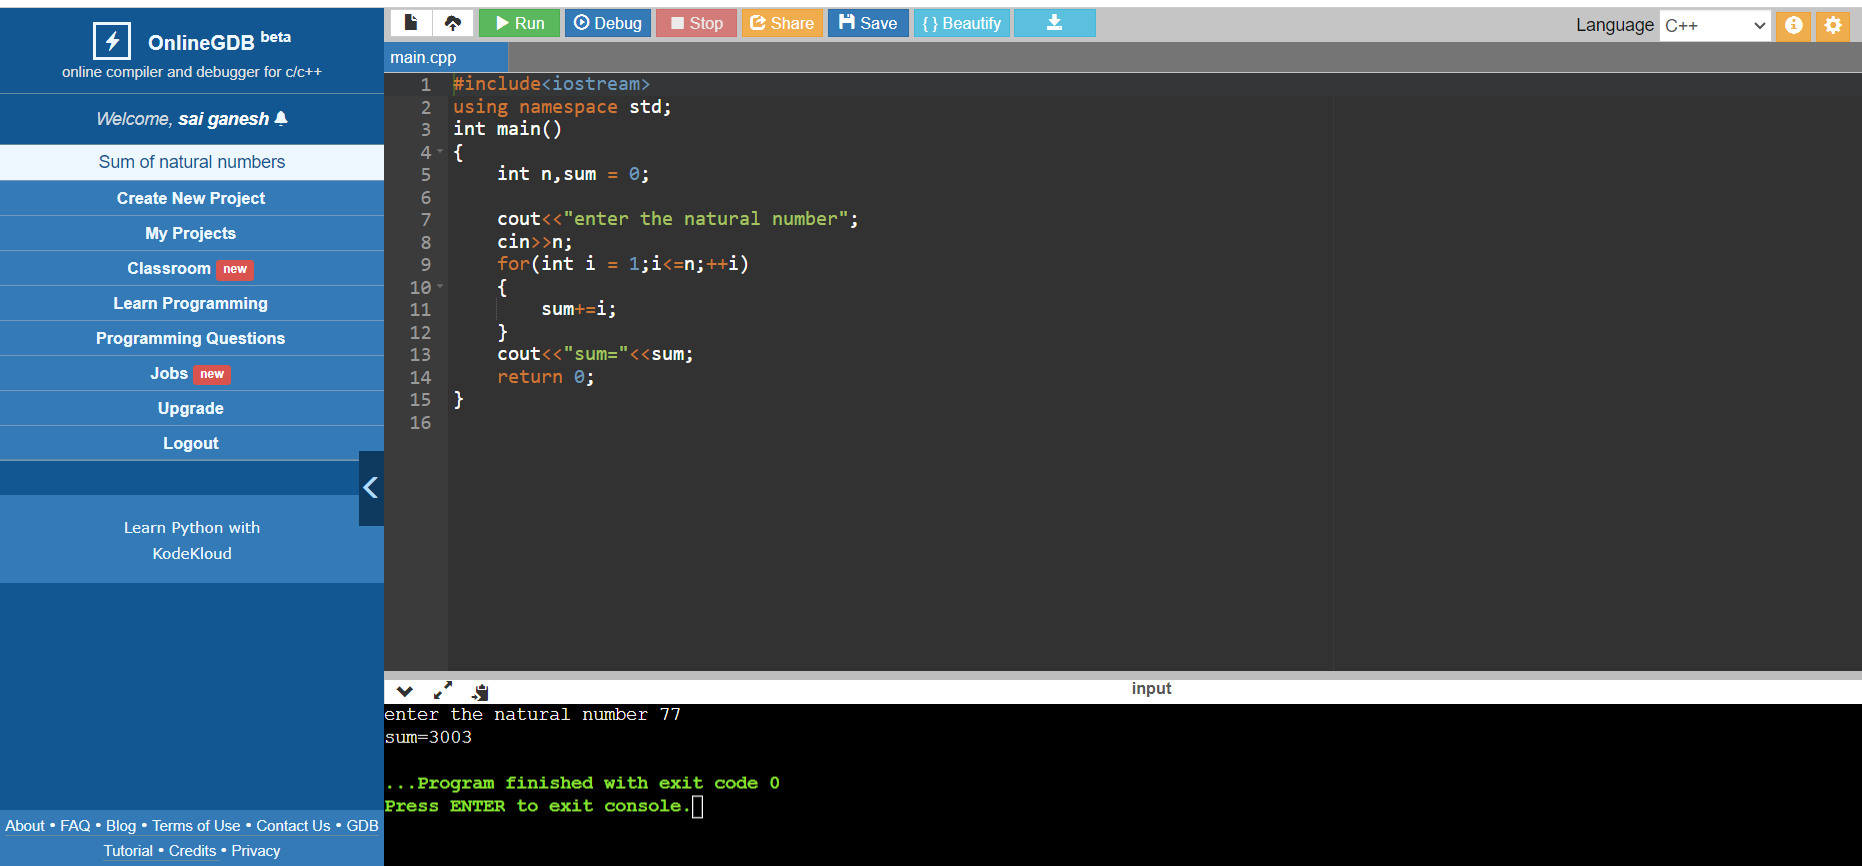 OnlineGDB beta
online compiler and debugger for c/c++
Welcome, sai ganesh
Sum of natural numbers
Create New Project
My Projects
Classroom new
Learn Programming
Programming Questions
Jobs new
Upgrade
Logout
Learn Python with
KodeKloud
About • FAQ • Blog • Terms of Use • Contact Us • GDB
Tutorial • Credits • Privacy
Run Debug Stop Share Save { } Beautify
Language C++
main.cpp
1 #include<iostream>
2 using namespace std;
3 int main()
4 {
5     int n,sum = 0;
6
7     cout<<"enter the natural number";
8     cin>>n;
9     for(int i = 1;i<=n;++i)
10     {
11         sum+=i;
12     }
13     cout<<"sum="<<sum;
14     return 0;
15 }
16
input
enter the natural number 77
sum=3003
...Program finished with exit code 0
Press ENTER to exit console.